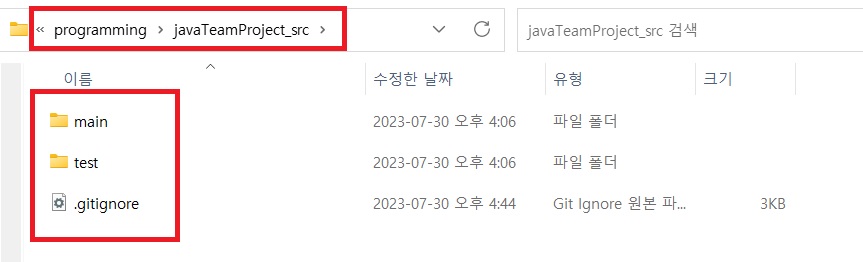 « programming > javaTeamProject_src > javaTeamProject_src 검색
이름 수정한 날짜 유형 크기
main 2023-07-30 오후 4:06 파일 폴더
test 2023-07-30 오후 4:06 파일 폴더
.gitignore 2023-07-30 오후 4:44 Git Ignore 원본 파... 3KB